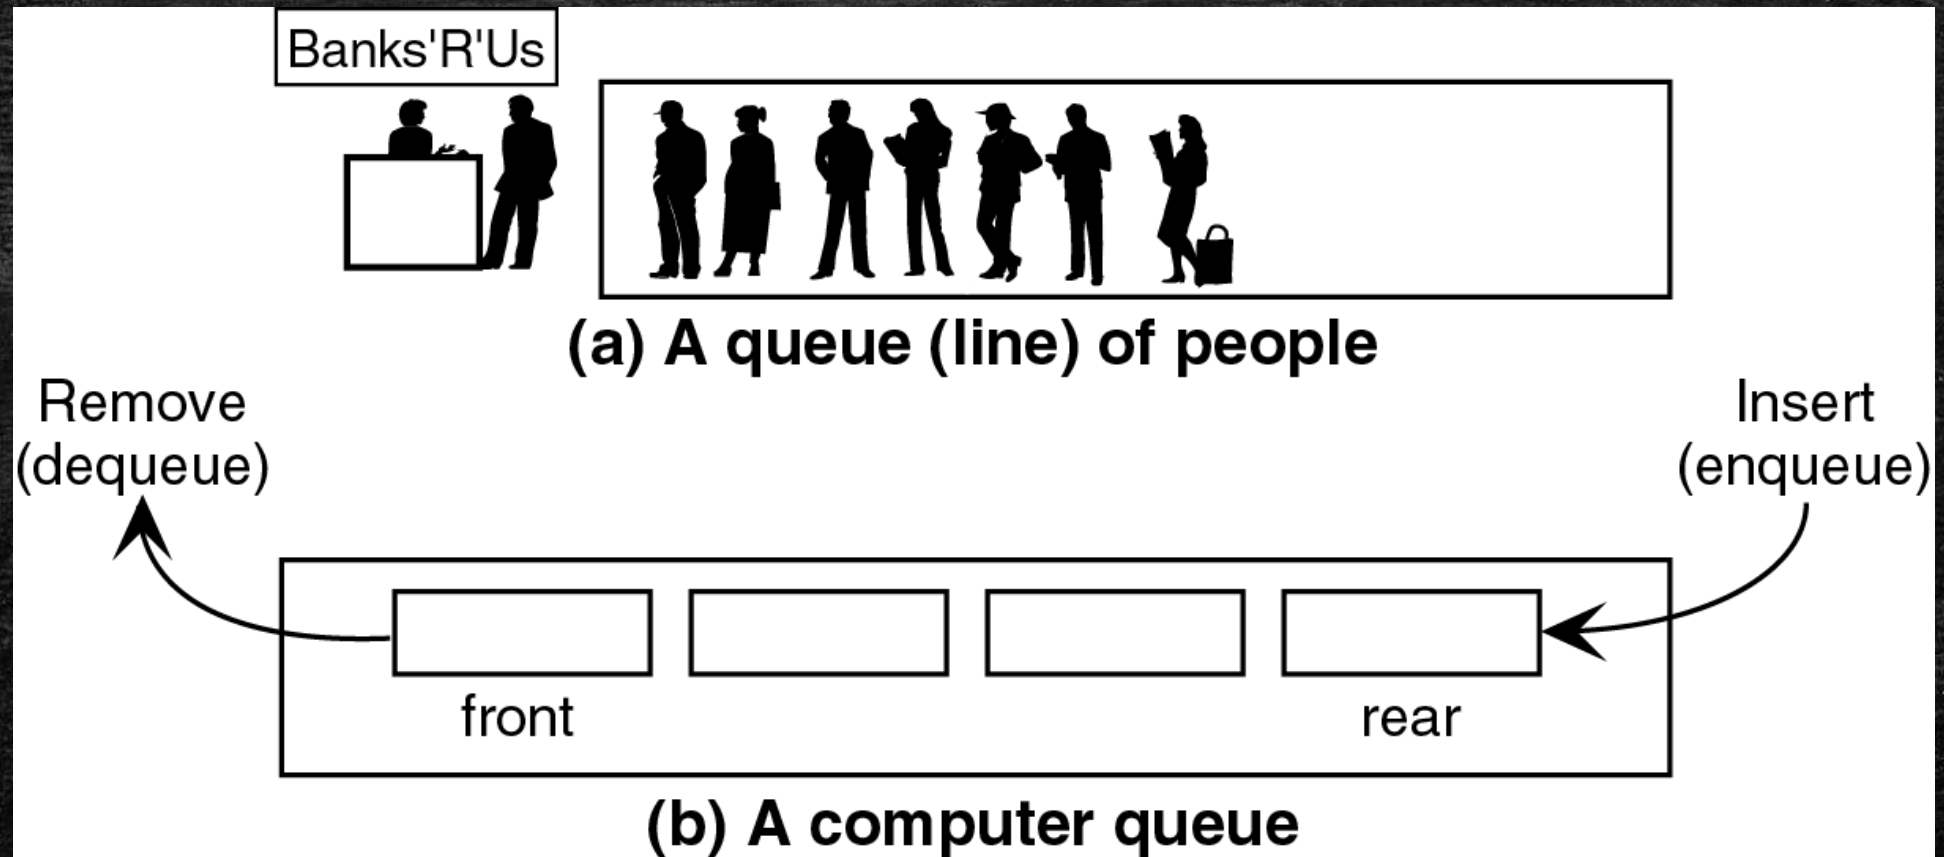 Banks'R'Us
(a) A queue (line) of people
Remove
(dequeue)
Insert
(enqueue)
front
rear
(b) A computer queue